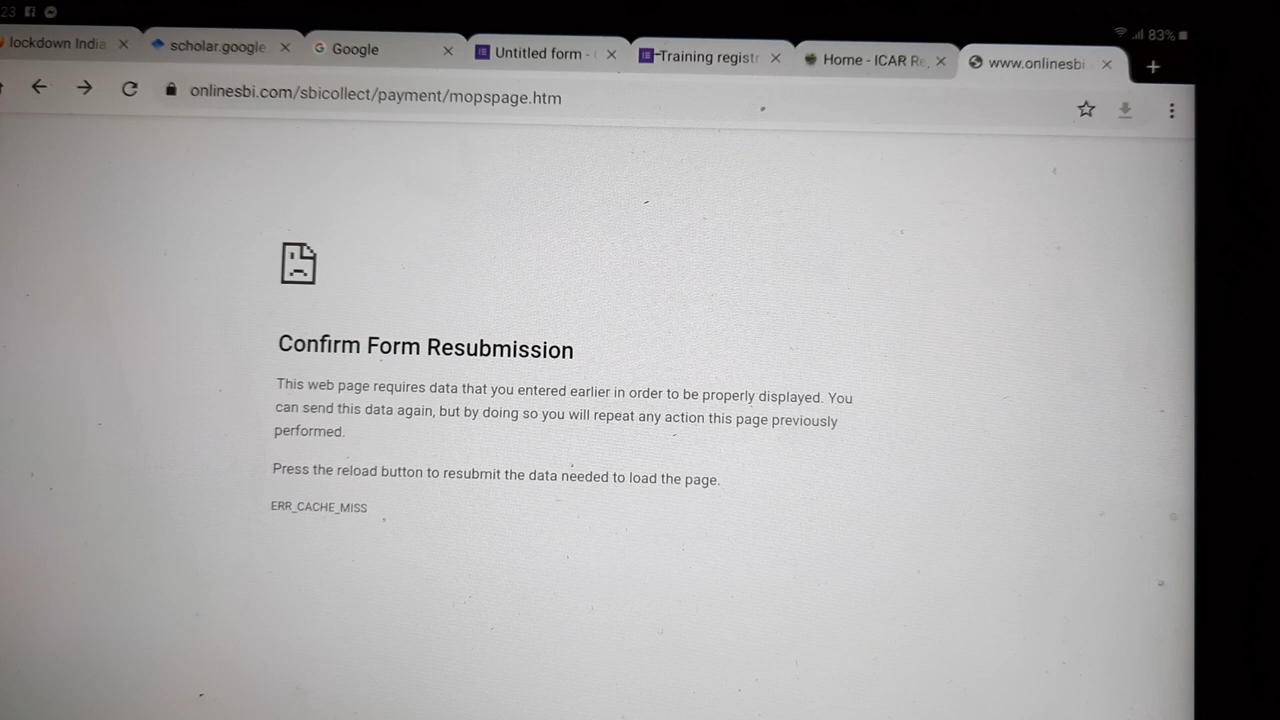 23
83%
lockdown India
scholar.google
Google
Untitled form -
Training registr
Home - ICAR Re
www.onlinesbi
onlinesbi.com/sbicollect/payment/mopspage.htm
Confirm Form Resubmission
This web page requires data that you entered earlier in order to be properly displayed. You
can send this data again, but by doing so you will repeat any action this page previously
performed.
Press the reload button to resubmit the data needed to load the page.
ERR_CACHE_MISS